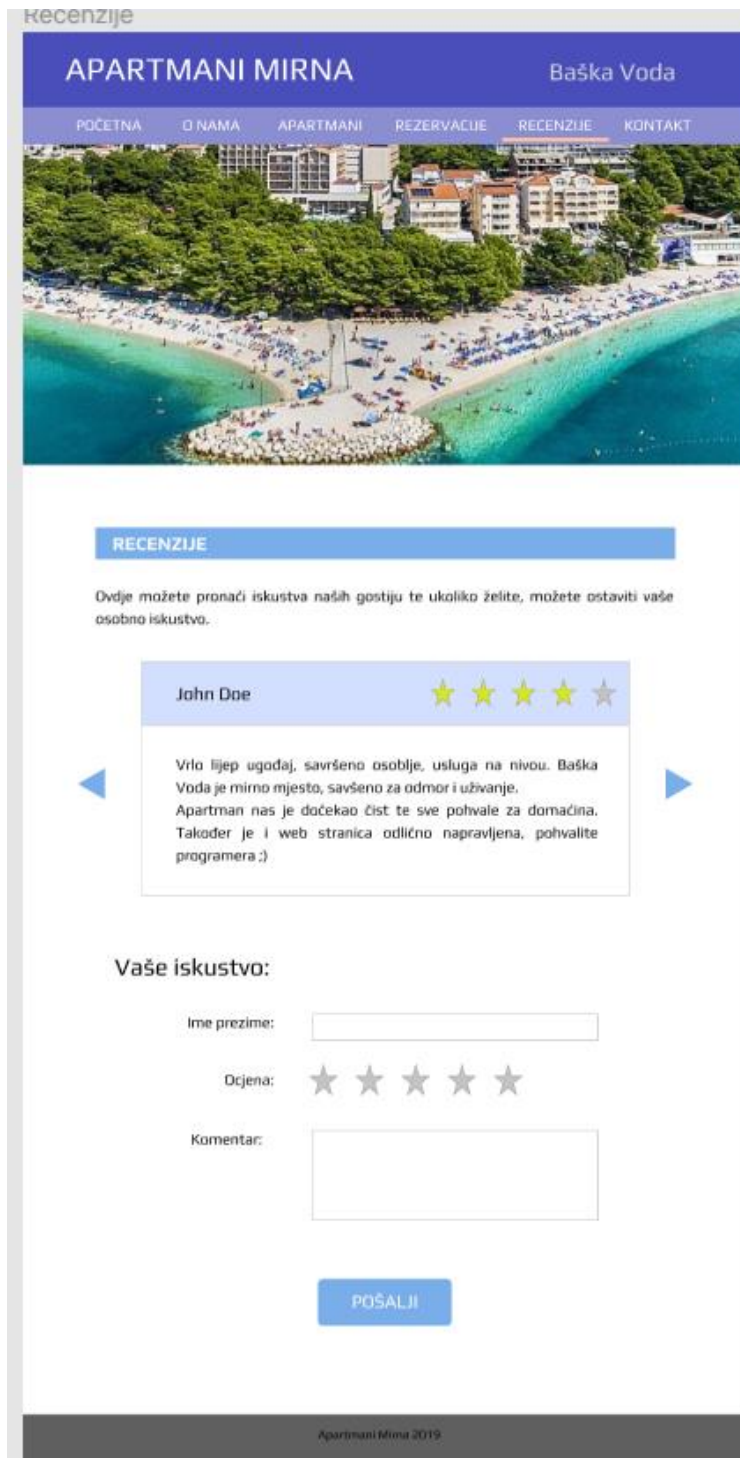 Recenzije
APARTMANI MIRNA
Baška Voda
POČETNA O NAMA APARTMANI REZERVACIJE RECENZIJE KONTAKT
RECENZIJE
Ovdje možete pronaći iskustva naših gostiju te ukoliko želite, možete ostaviti vaše
osobno iskustvo.
John Doe
Vrlo lijep ugođaj, savršeno osoblje, usluga na nivou. Baška
Voda je mirno mjesto, savšeno za odmor i uživanje.
Apartman nas je dočekao čist te sve pohvale za domaćina.
Također je i web stranica odlično napravljena, pohvalite
programera ;)
Vaše iskustvo:
Ime prezime:
Ocjena:
Komentar:
POŠALJI
Apartmani Mirna 2019